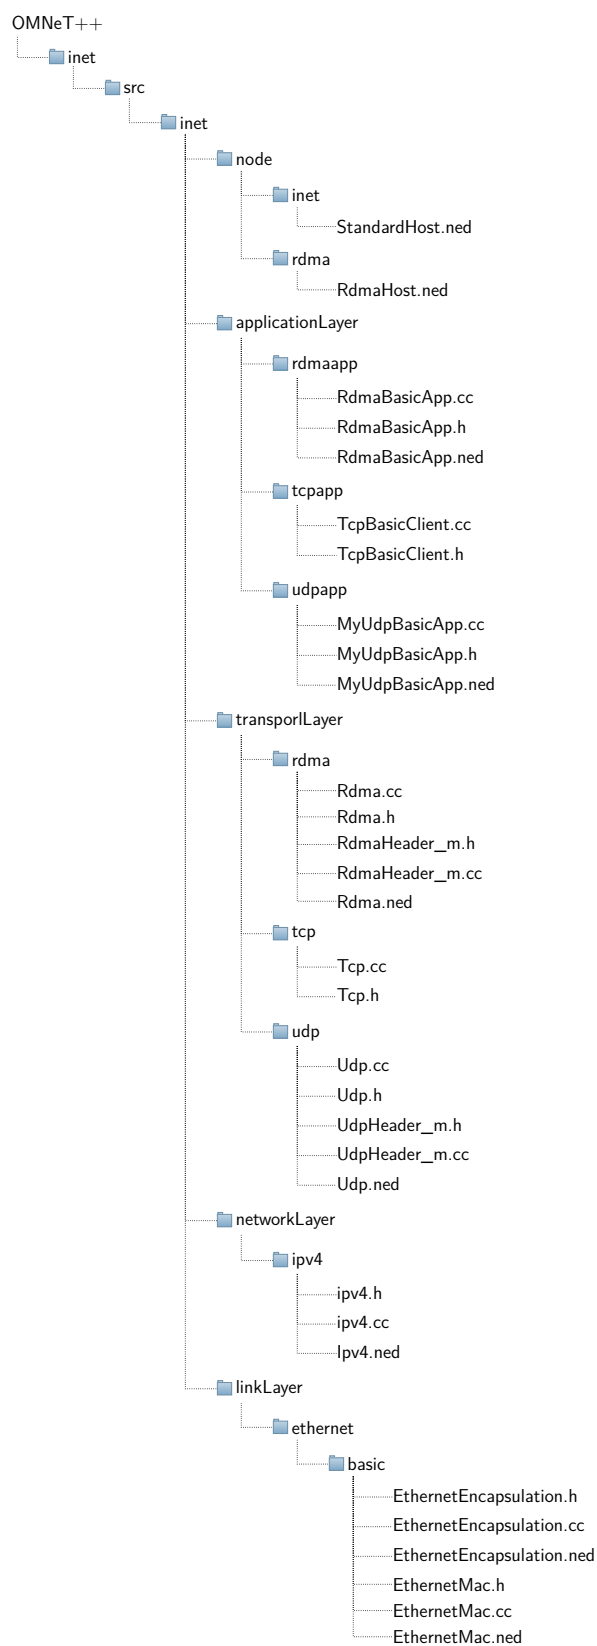 OMNeT++
inet
src
inet
node
inet
StandardHost.ned
rdma
RdmaHost.ned
applicationLayer
rdmaapp
RdmaBasicApp.cc
RdmaBasicApp.h
RdmaBasicApp.ned
tcpapp
TcpBasicClient.cc
TcpBasicClient.h
udpapp
MyUdpBasicApp.cc
MyUdpBasicApp.h
MyUdpBasicApp.ned
transporlLayer
rdma
Rdma.cc
Rdma.h
RdmaHeader_m.h
RdmaHeader_m.cc
Rdma.ned
tcp
Tcp.cc
Tcp.h
udp
Udp.cc
Udp.h
UdpHeader_m.h
UdpHeader_m.cc
Udp.ned
networkLayer
ipv4
ipv4.h
ipv4.cc
Ipv4.ned
linkLayer
ethernet
basic
EthernetEncapsulation.h
EthernetEncapsulation.cc
EthernetEncapsulation.ned
EthernetMac.h
EthernetMac.cc
EthernetMac.ned